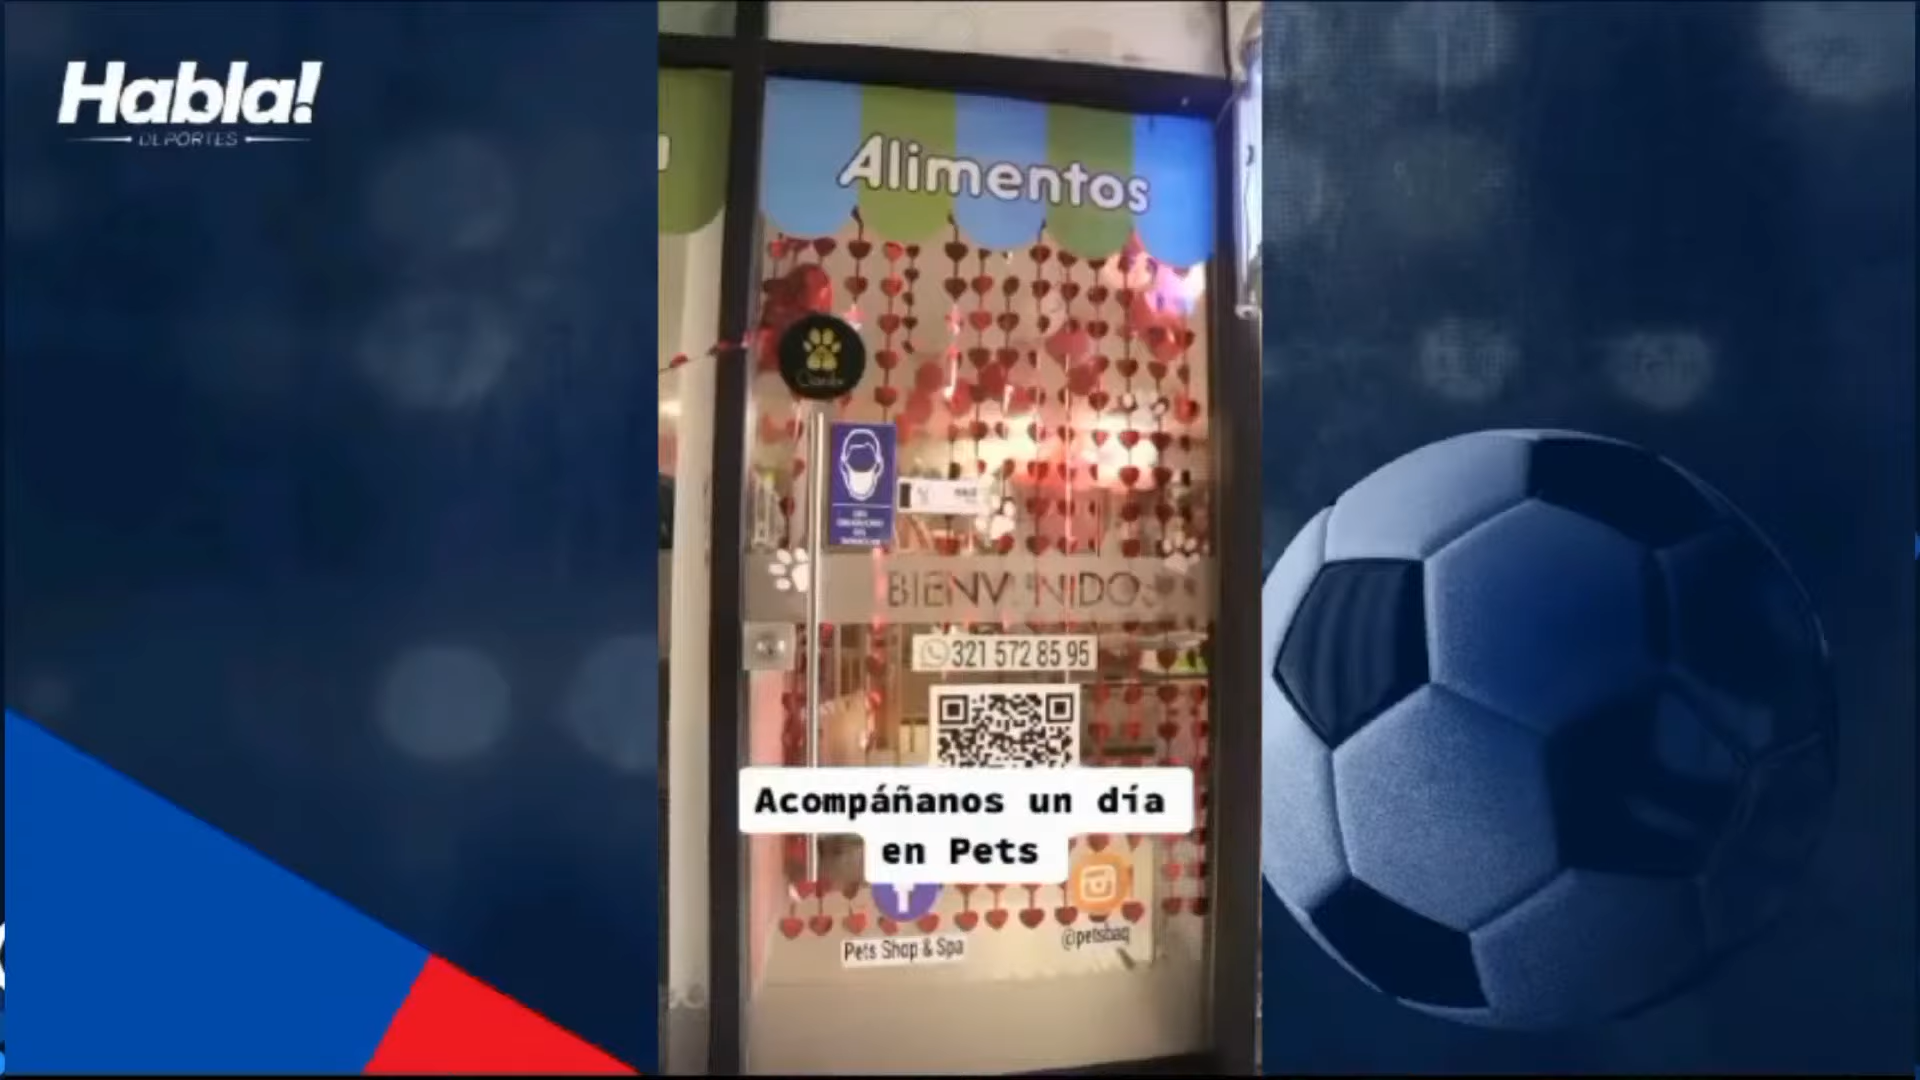 Habla!
DEPORTES
Alimentos
BIENVENIDOS
321 572 85 95
Acompáñanos un día
en Pets
Pets Shop & Spa
@petsbaq